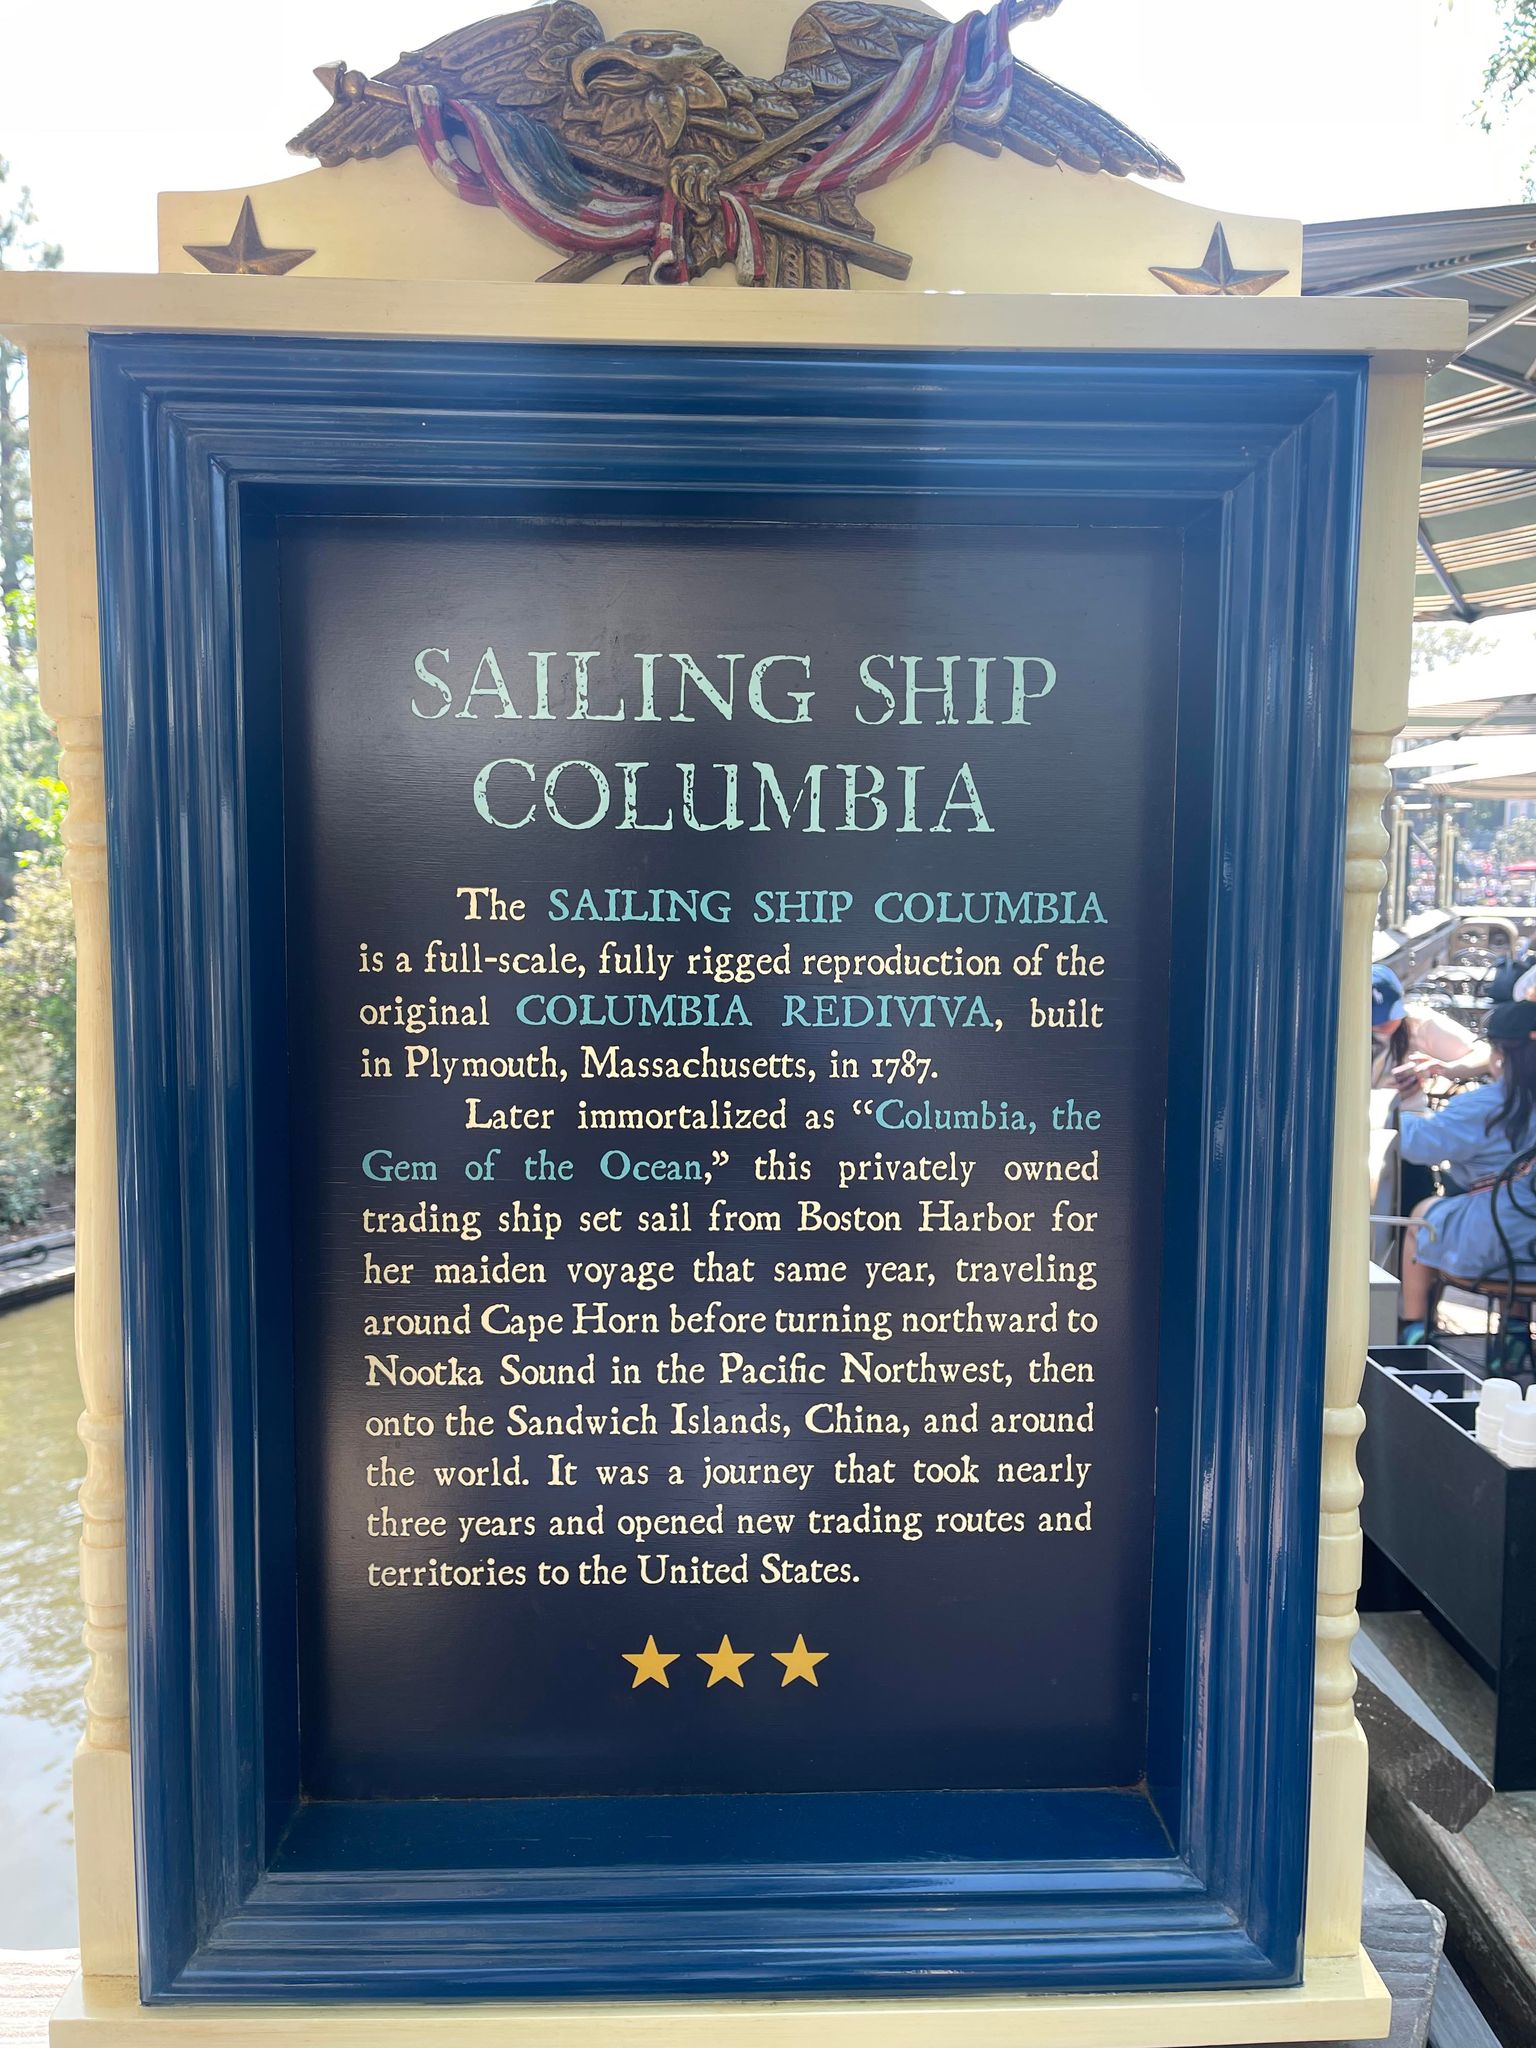 SAILING SHIP
COLUMBIA
The SAILING SHIP COLUMBIA
is a full-scale, fully rigged reproduction of the
original COLUMBIA REDIVIVA, built
in Plymouth, Massachusetts, in 1787.
Later immortalized as “Columbia, the
Gem of the Ocean,” this privately owned
trading ship set sail from Boston Harbor for
her maiden voyage that same year, traveling
around Cape Horn before turning northward to
Nootka Sound in the Pacific Northwest, then
onto the Sandwich Islands, China, and around
the world. It was a journey that took nearly
three years and opened new trading routes and
territories to the United States.